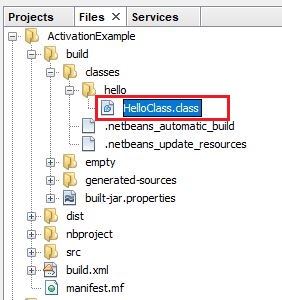 Projects Files X Services
ActivationExample
build
classes
hello
HelloClass.class
.netbeans_automatic_build
.netbeans_update_resources
empty
generated-sources
built-jar.properties
dist
nbproject
src
build.xml
manifest.mf